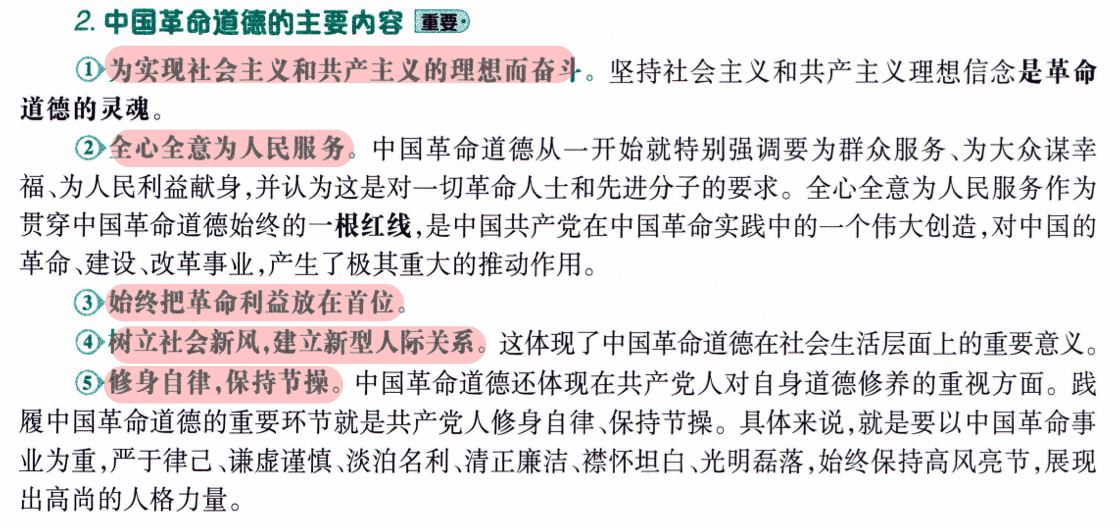 2. 中国革命道德的主要内容 重要
①为实现社会主义和共产主义的理想而奋斗。坚持社会主义和共产主义理想信念是革命
道德的灵魂。
②全心全意为人民服务。中国革命道德从一开始就特别强调要为群众服务、为大众谋幸
福、为人民利益献身,并认为这是对一切革命人士和先进分子的要求。全心全意为人民服务作为
贯穿中国革命道德始终的一根红线,是中国共产党在中国革命实践中的一个伟大创造,对中国的
革命、建设、改革事业,产生了极其重大的推动作用。
③始终把革命利益放在首位。
④树立社会新风,建立新型人际关系。这体现了中国革命道德在社会生活层面上的重要意义。
⑤修身自律,保持节操。中国革命道德还体现在共产党人对自身道德修养的重视方面。践
履中国革命道德的重要环节就是共产党人修身自律、保持节操。具体来说,就是要以中国革命事
业为重,严于律己、谦虚谨慎、淡泊名利、清正廉洁、襟怀坦白、光明磊落,始终保持高风亮节,展现
出高尚的人格力量。